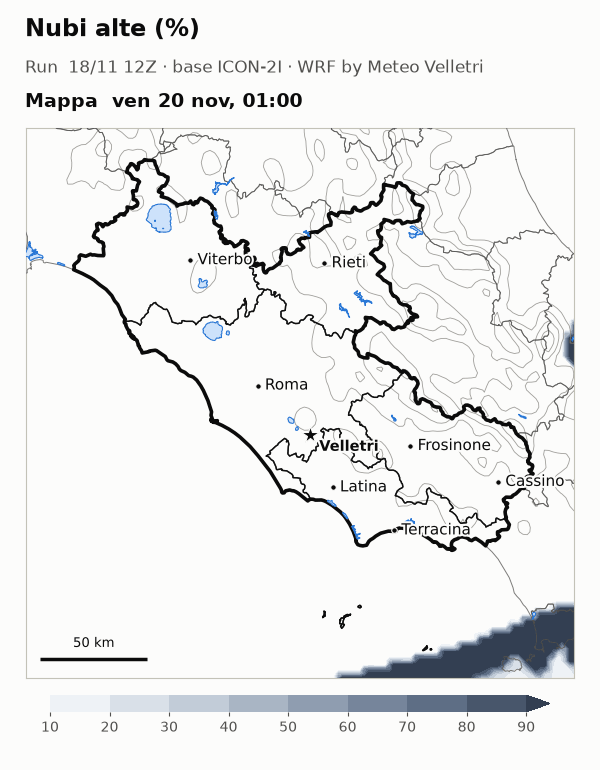 Nubi alte (%)
Run  18/11 12Z · base ICON-2I · WRF by Meteo Velletri
Mappa  ven 20 nov, 01:00
Viterbo
Rieti
Roma
Velletri
Frosinone
Cassino
Latina
Terracina
50 km
10 20 30 40 50 60 70 80 90